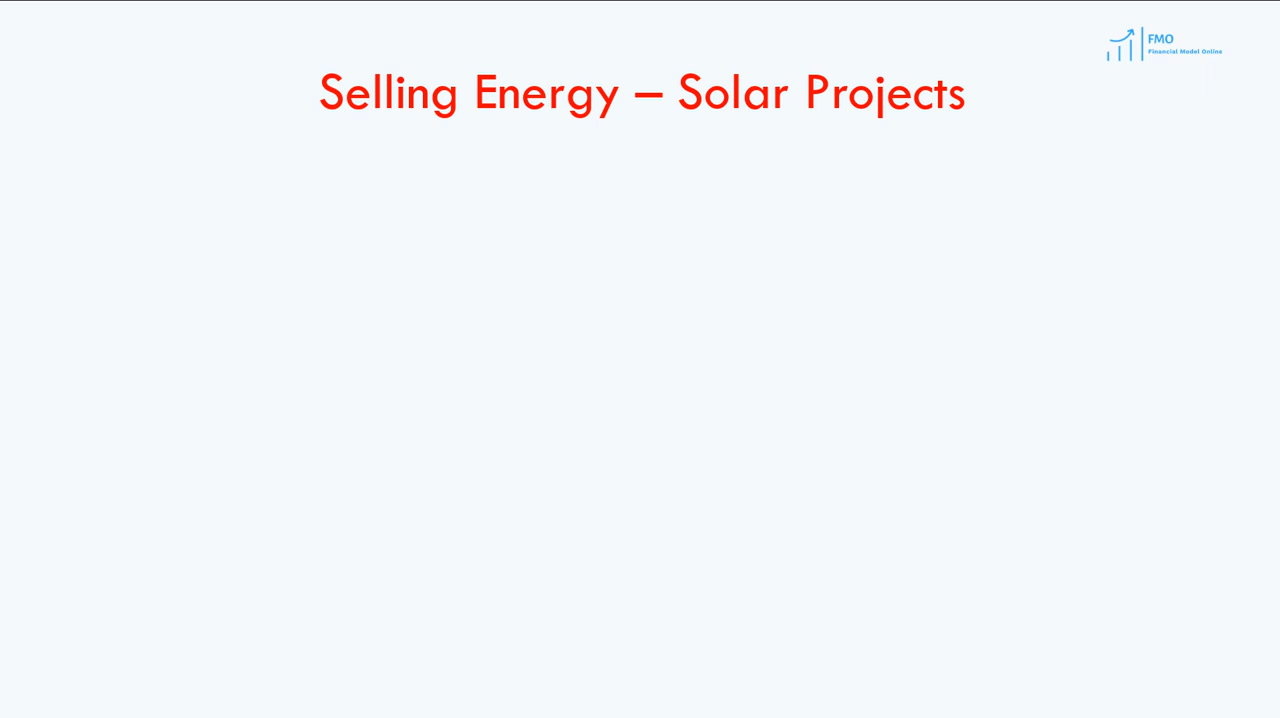 FMO
Financial Model Online
Selling Energy – Solar Projects